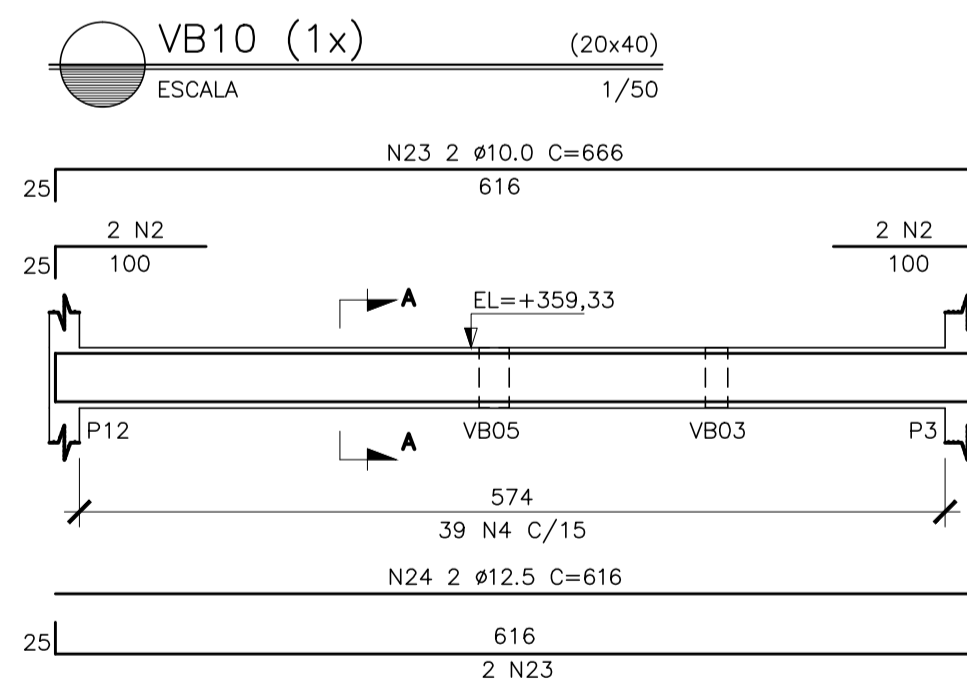 VB10 (1x) (20x40)
ESCALA 1/50
N23 2 ø10.0 C=666
25 616
2 N2 2 N2
25 100 100
A EL=+359,33
P12 A VB05 VB03 P3
574
39 N4 C/15
N24 2 ø12.5 C=616
25 616
2 N23